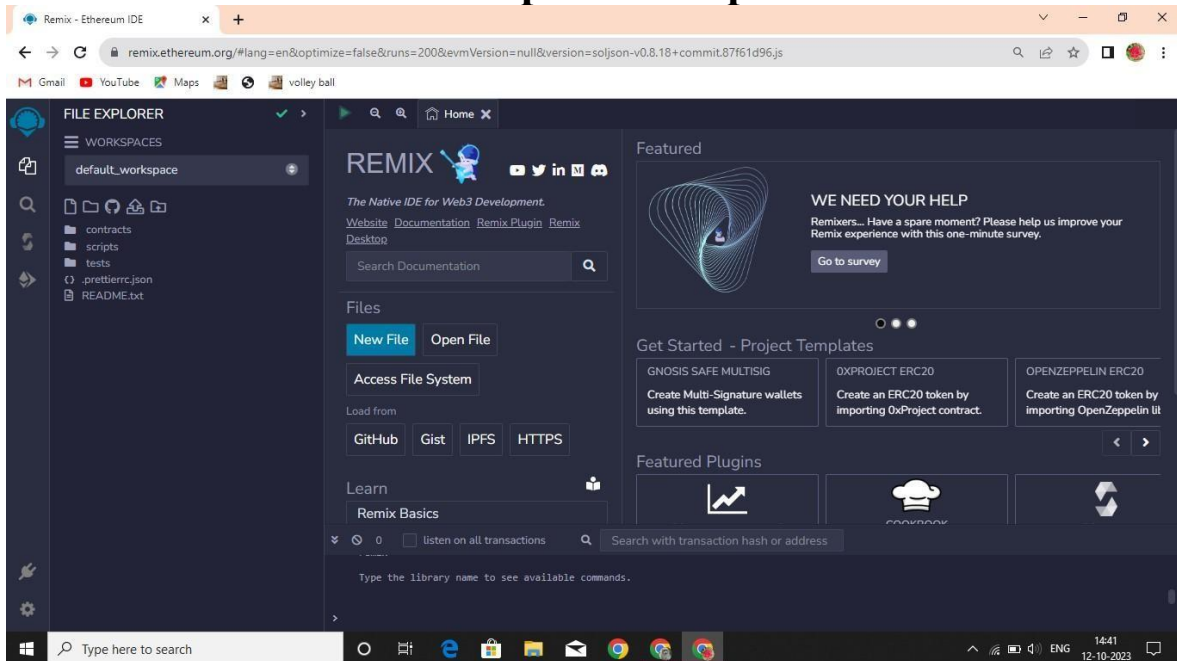 Remix - Ethereum IDE
remix.ethereum.org/#lang=en&optimize=false&runs=200&evmVersion=null&version=soljson-v0.8.18+commit.87f61d96.js
Gmail YouTube Maps volley ball
FILE EXPLORER
WORKSPACES
default_workspace
contracts
scripts
tests
.prettierrc.json
README.txt
Home
REMIX
The Native IDE for Web3 Development.
Website Documentation Remix Plugin Remix
Desktop
Search Documentation
Files
New File Open File
Access File System
Load from
GitHub Gist IPFS HTTPS
Learn
Remix Basics
Featured
WE NEED YOUR HELP
Remixers... Have a spare moment? Please help us improve your
Remix experience with this one-minute
survey.
Go to survey
Get Started - Project Templates
GNOSIS SAFE MULTISIG
Create Multi-Signature wallets
using this template.
0XPROJECT ERC20
Create an ERC20 token by
importing 0xProject contract.
OPENZEPPELIN ERC20
Create an ERC20 token by
importing OpenZeppelin lib
Featured Plugins
COOKBOOK
0 listen on all transactions Search with transaction hash or address
Type the library name to see available commands.
>
Type here to search
ENG
14:41
12-10-2023